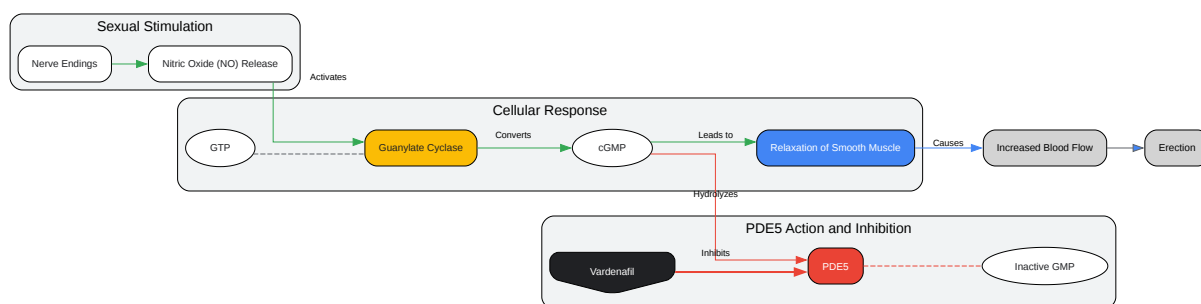 Sexual Stimulation
Nerve Endings
Nitric Oxide (NO) Release
Activates
Cellular Response
GTP
Guanylate Cyclase
Converts
cGMP
Leads to
Relaxation of Smooth Muscle
Causes
Increased Blood Flow
Erection
Hydrolyzes
PDE5 Action and Inhibition
Vardenafil
Inhibits
PDE5
Inactive GMP